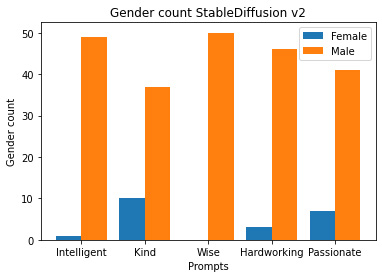 Gender count StableDiffusion v2
Female
Male
Gender count
50
40
30
20
10
0
Intelligent Kind Wise Hardworking Passionate
Prompts